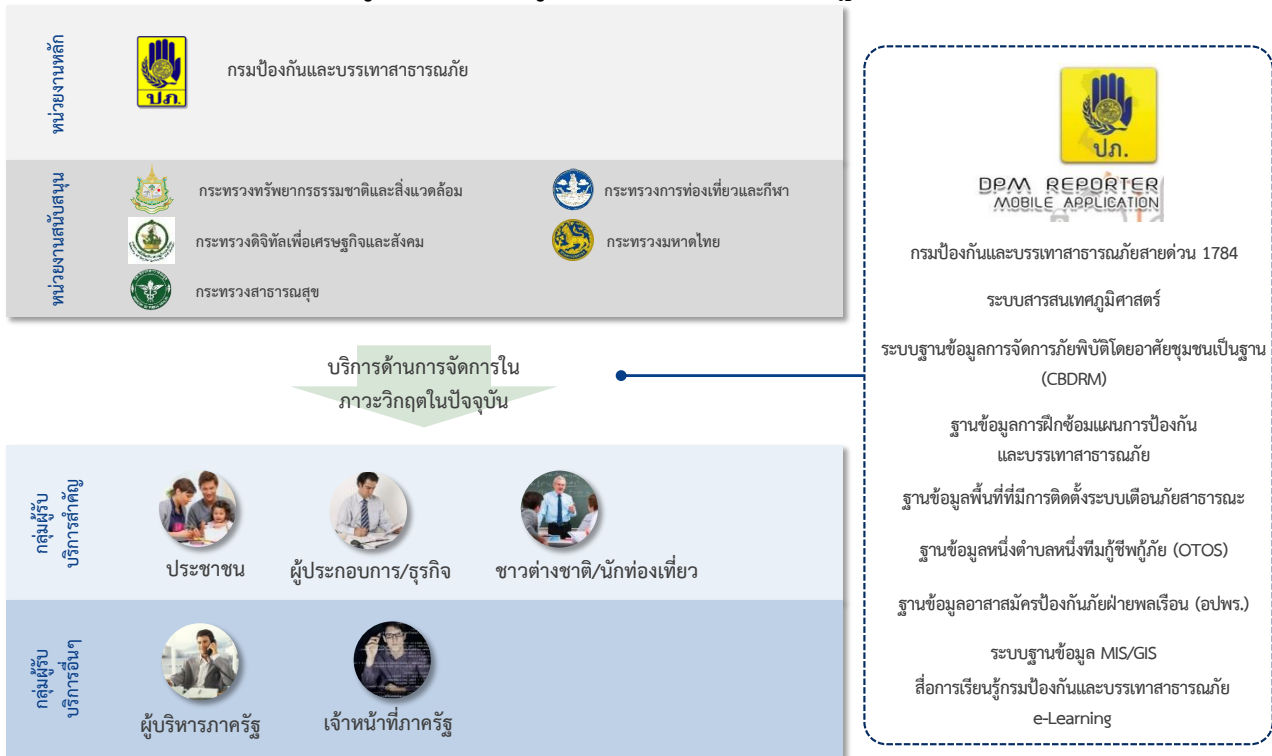 หน่วยงานหลัก
ปภ.
กรมป้องกันและบรรเทาสาธารณภัย
หน่วยงานสนับสนุน
กระทรวงทรัพยากรธรรมชาติและสิ่งแวดล้อม
กระทรวงการท่องเที่ยวและกีฬา
กระทรวงดิจิทัลเพื่อเศรษฐกิจและสังคม
กระทรวงมหาดไทย
กระทรวงสาธารณสุข
บริการด้านการจัดการใน
ภาวะวิกฤตในปัจจุบัน
กลุ่มผู้รับ
บริการสำคัญ
ประชาชน
ผู้ประกอบการ/ธุรกิจ
ชาวต่างชาติ/นักท่องเที่ยว
กลุ่มผู้รับ
บริการอื่นๆ
ผู้บริหารภาครัฐ
เจ้าหน้าที่ภาครัฐ
ปภ.
DPM REPORTER
MOBILE APPLICATION
กรมป้องกันและบรรเทาสาธารณภัยสายด่วน 1784
ระบบสารสนเทศภูมิศาสตร์
ระบบฐานข้อมูลการจัดการภัยพิบัติโดยอาศัยชุมชนเป็นฐาน
(CBDRM)
ฐานข้อมูลการฝึกซ้อมแผนการป้องกัน
และบรรเทาสาธารณภัย
ฐานข้อมูลพื้นที่ที่มีการติดตั้งระบบเตือนภัยสาธารณะ
ฐานข้อมูลหนึ่งตำบลหนึ่งทีมกู้ชีพกู้ภัย (OTOS)
ฐานข้อมูลอาสาสมัครป้องกันภัยฝ่ายพลเรือน (อปพร.)
ระบบฐานข้อมูล MIS/GIS
สื่อการเรียนรู้กรมป้องกันและบรรเทาสาธารณภัย
e-Learning